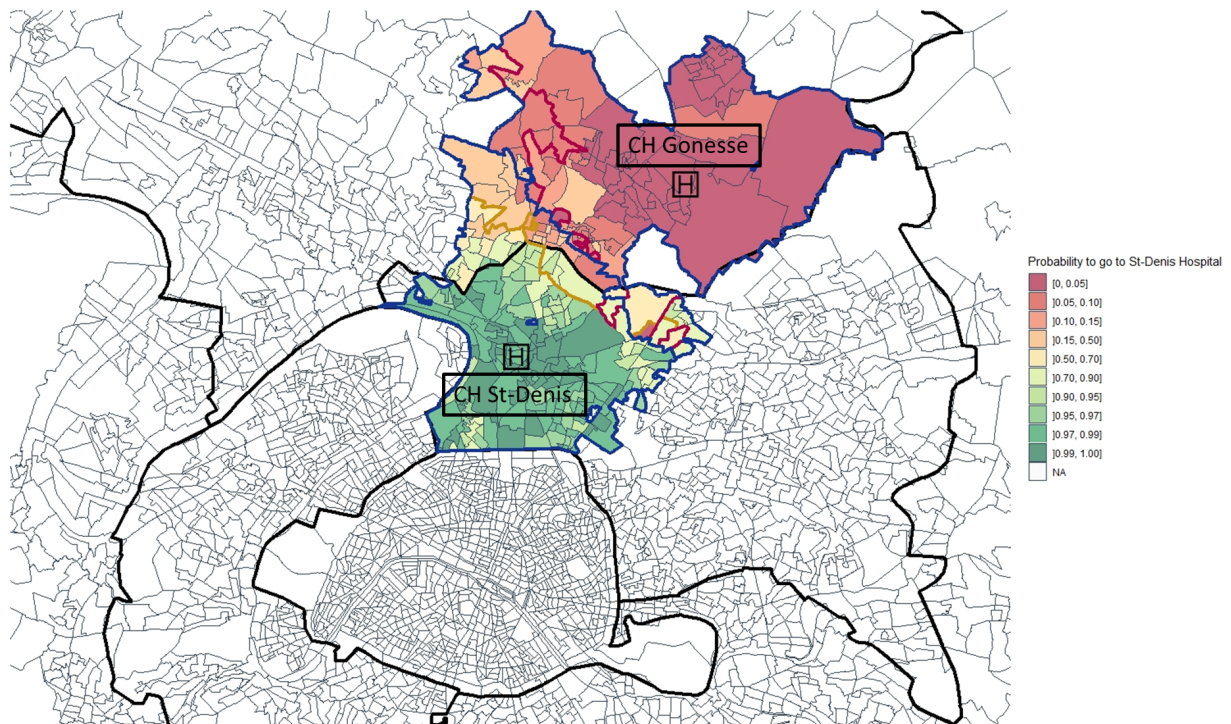 CH Gonesse
H
H
CH St-Denis
Probability to go to St-Denis Hospital
[0, 0.05]
]0.05, 0.10]
]0.10, 0.15]
]0.15, 0.50]
]0.50, 0.70]
]0.70, 0.90]
]0.90, 0.95]
]0.95, 0.97]
]0.97, 0.99]
]0.99, 1.00]
NA